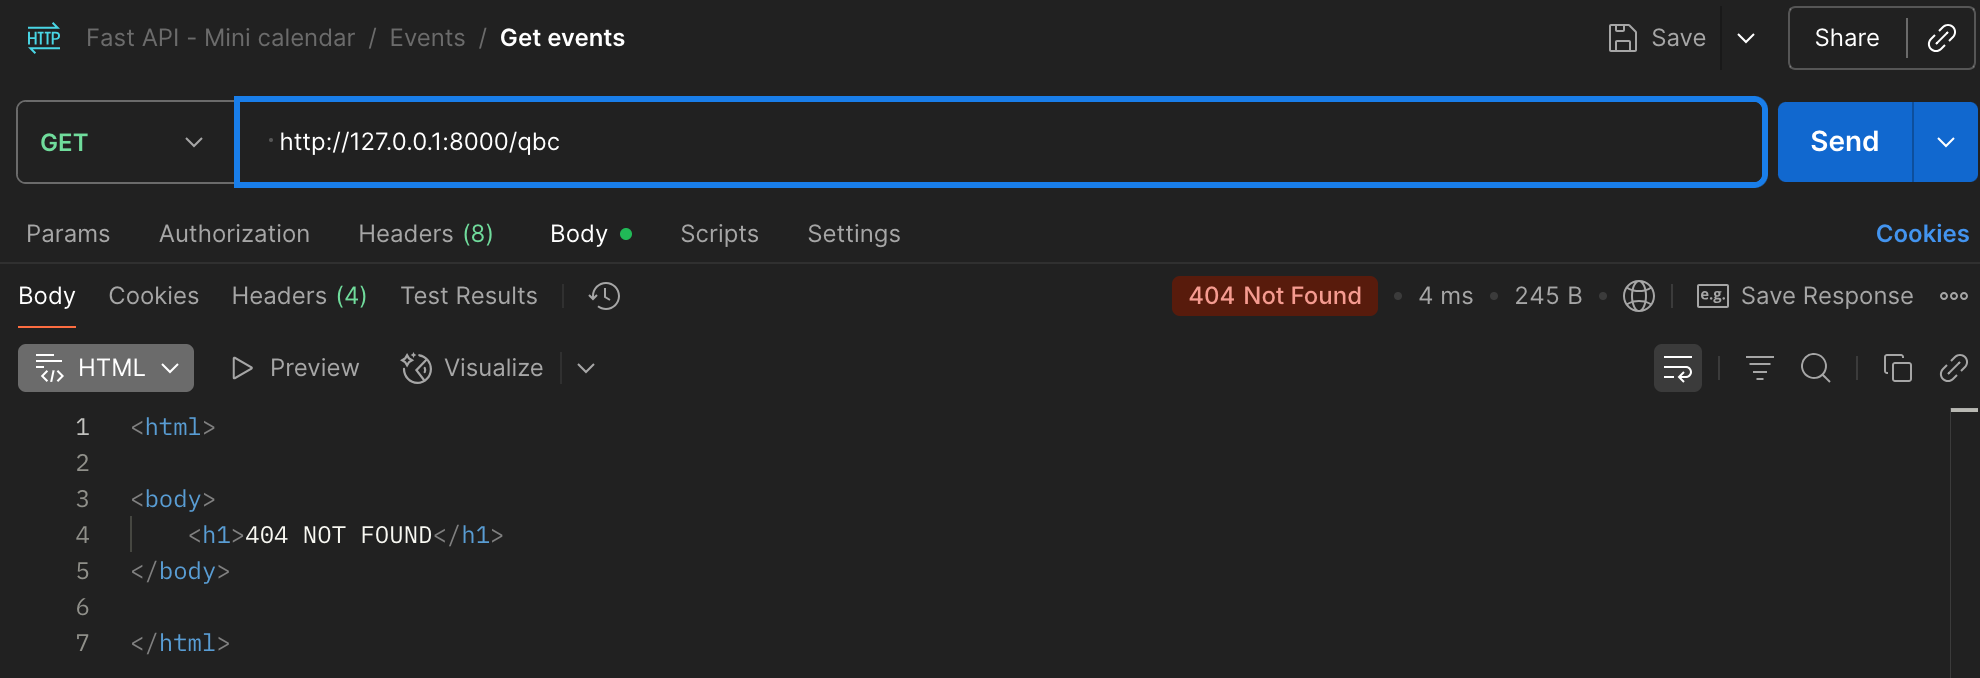 HTTP Fast API - Mini calendar / Events / Get events Save Share
GET http://127.0.0.1:8000/qbc Send
Params Authorization Headers (8) Body Scripts Settings Cookies
Body Cookies Headers (4) Test Results 404 Not Found • 4 ms • 245 B • e.g. Save Response
HTML Preview Visualize
1 <html>
2
3 <body>
4 <h1>404 NOT FOUND</h1>
5 </body>
6
7 </html>